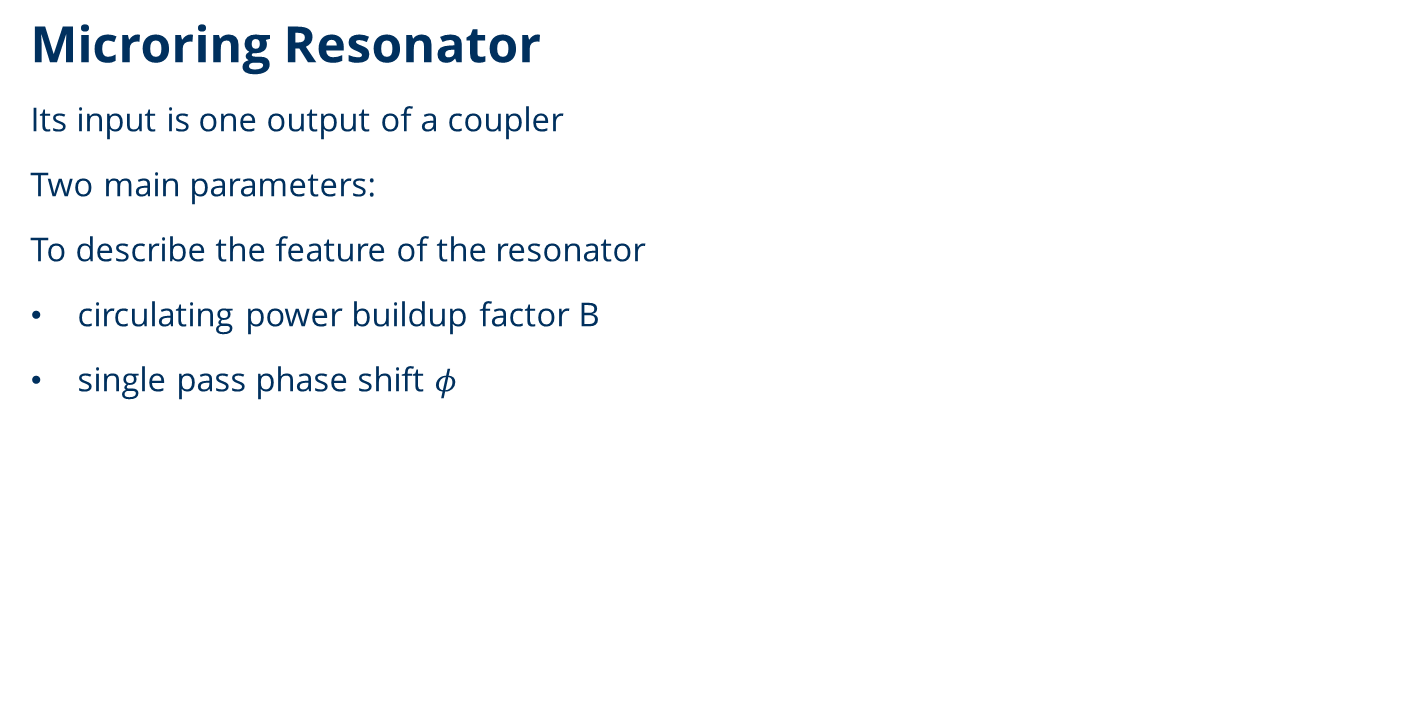 Microring Resonator
Its input is one output of a coupler
Two main parameters:
To describe the feature of the resonator
• circulating power buildup factor B
• single pass phase shift ϕ